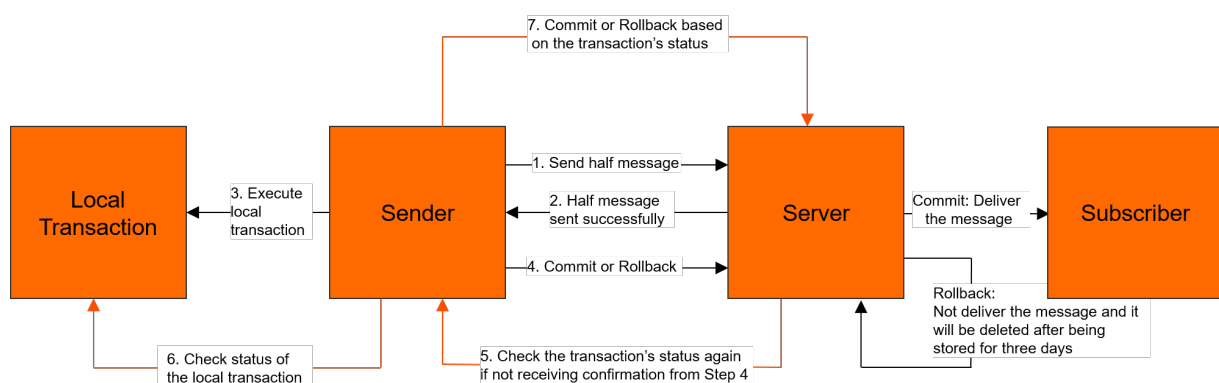 7. Commit or Rollback based
on the transaction's status
Local
Transaction
3. Execute
local
transaction
Sender
1. Send half message
2. Half message
sent successfully
4. Commit or Rollback
Server
Commit: Deliver
the message
Subscriber
Rollback:
Not deliver the message and it
will be deleted after being
stored for three days
6. Check status of
the local transaction
5. Check the transaction's status again
if not receiving confirmation from Step 4